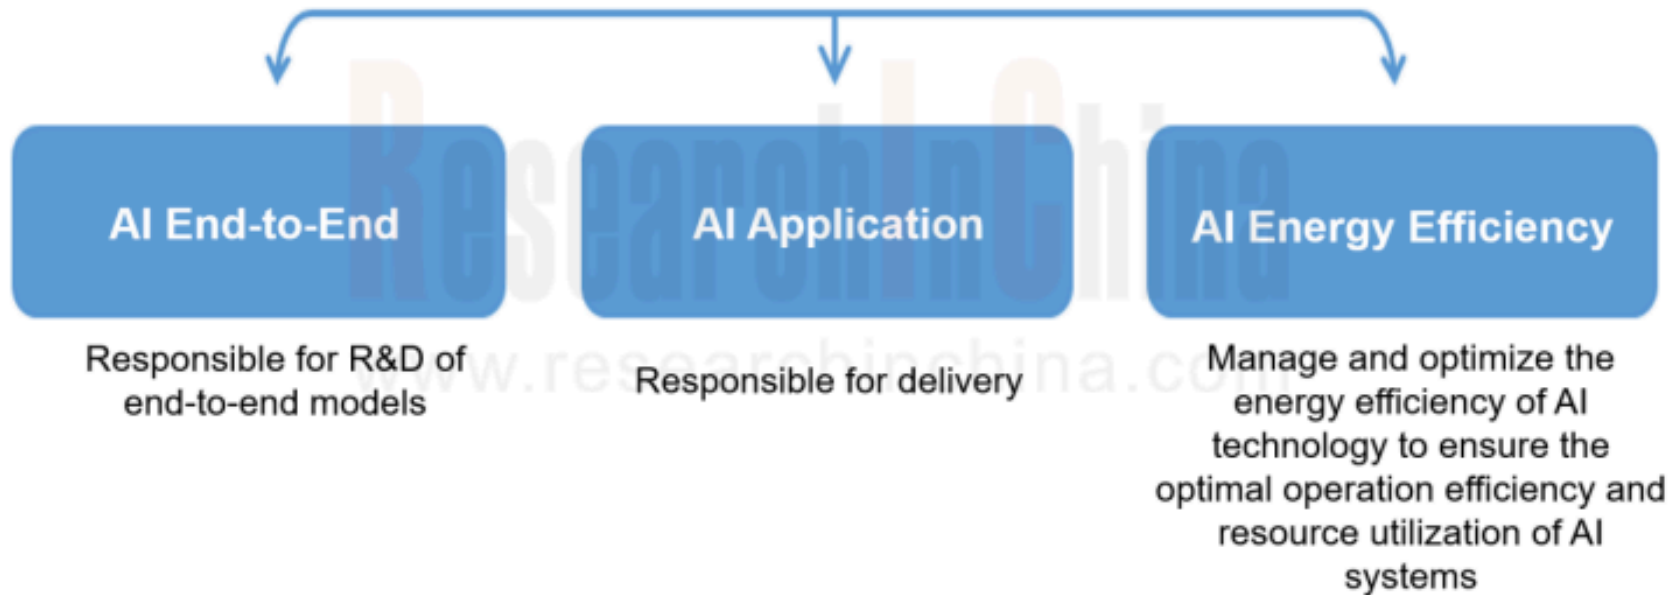 AI End-to-End
Responsible for R&D of
end-to-end models
AI Application
Responsible for delivery
AI Energy Efficiency
Manage and optimize the
energy efficiency of AI
technology to ensure the
optimal operation efficiency and
resource utilization of AI
systems
ResearchInChina
www.researchinchina.com